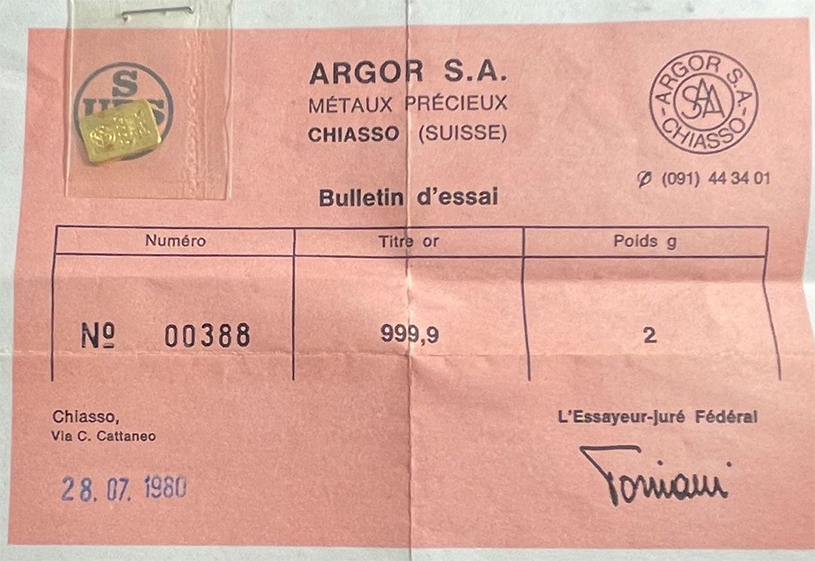 S
UBS
ARGOR S.A.
MÉTAUX PRÉCIEUX
CHIASSO (SUISSE)
ARGOR S.A.
CHIASSO
(091) 44 34 01
Bulletin d'essai
Numéro Titre or Poids g
Nº 00388 999,9 2
Chiasso,
Via C. Cattaneo
L'Essayeur-juré Fédéral
28. 07. 1980